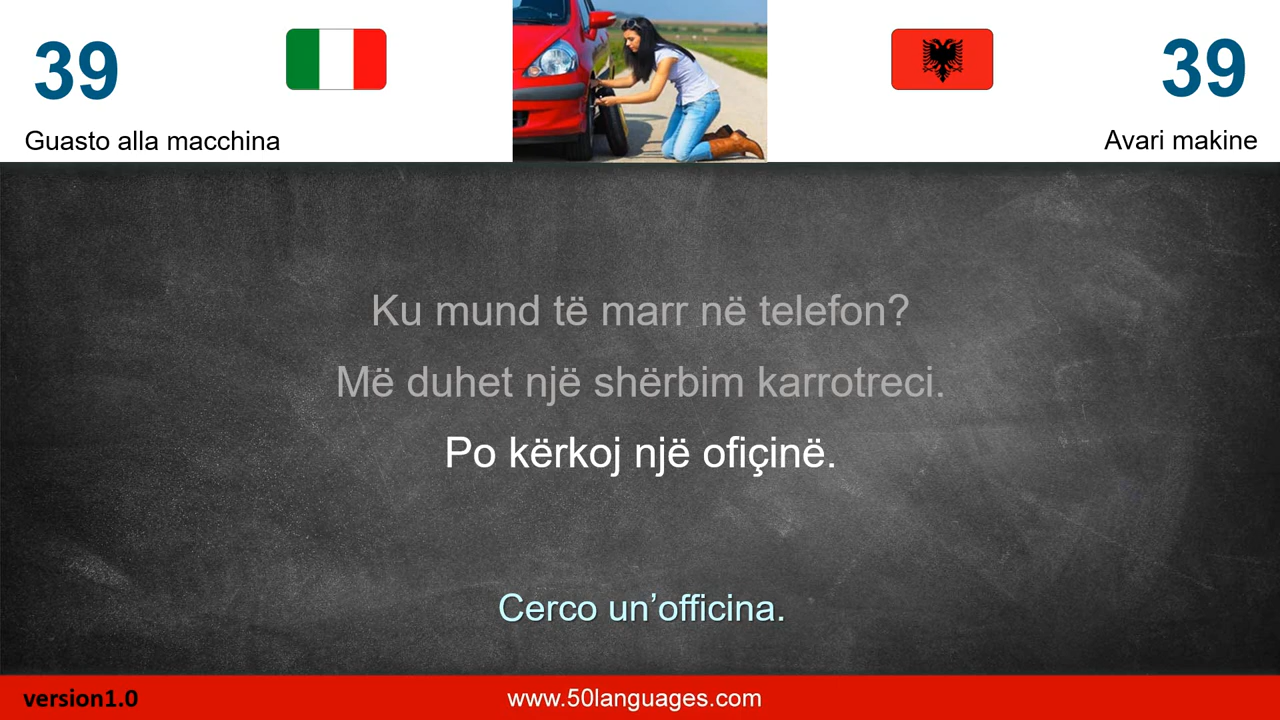 39
39
Guasto alla macchina
Avari makine
Ku mund të marr në telefon?
Më duhet një shërbim karrotreci.
Po kërkoj një ofiçinë.
Cerco un’officina.
version1.0
www.50languages.com